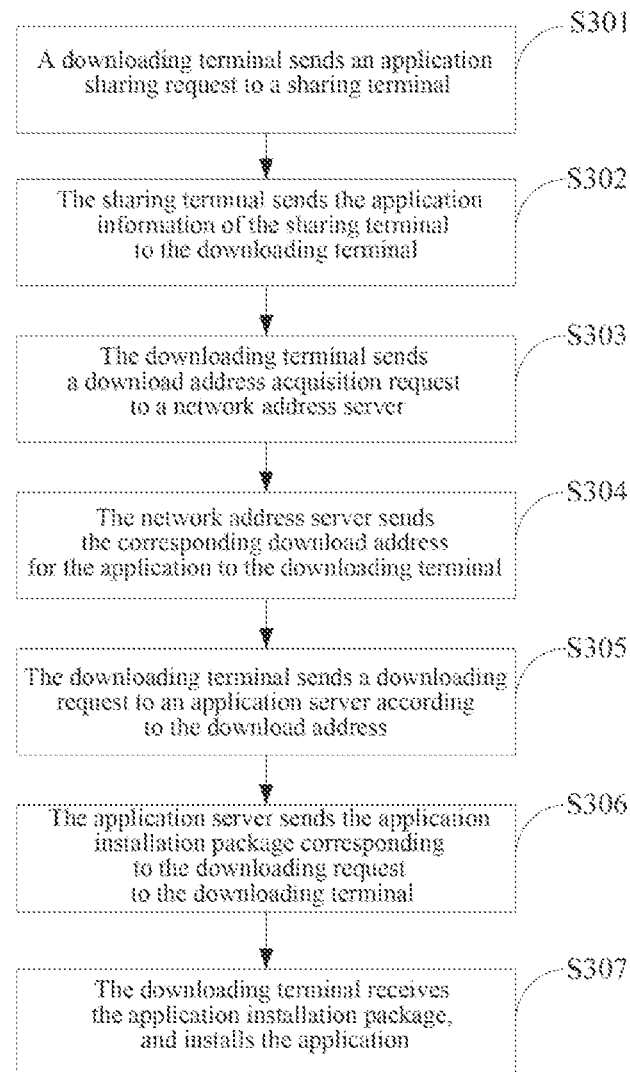 S301
A downloading terminal sends an application
sharing request to a sharing terminal
S302
The sharing terminal sends the application
information of the sharing terminal
to the downloading terminal
S303
The downloading terminal sends
a download address acquisition request
to a network address server
S304
The network address server sends
the corresponding download address
for the application to the downloading terminal
S305
The downloading terminal sends a downloading
request to an application server according
to the download address
S306
The application server sends the application
installation package corresponding
to the downloading request
to the downloading terminal
S307
The downloading terminal receives
the application installation package,
and installs the application